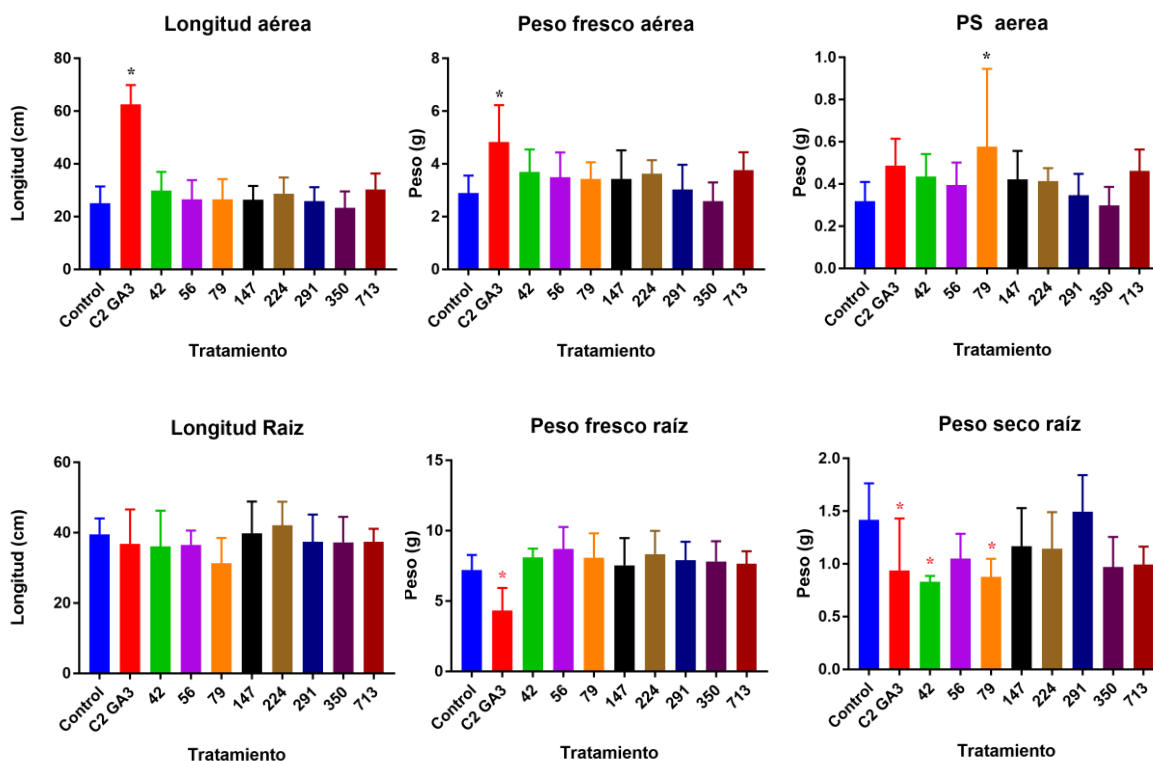 Longitud aérea
Longitud (cm)
80
60
40
20
0
*
Control
C2 GA3
42
56
79
147
224
291
350
713
Tratamiento
Peso fresco aérea
Peso (g)
8
6
4
2
0
*
Control
C2 GA3
42
56
79
147
224
291
350
713
Tratamiento
PS aerea
Peso (g)
1.0
0.8
0.6
0.4
0.2
0.0
*
Control
C2 GA3
42
56
79
147
224
291
350
713
Tratamiento
Longitud Raiz
Longitud (cm)
60
40
20
0
Control
C2 GA3
42
56
79
147
224
291
350
713
Tratamiento
Peso fresco raíz
Peso (g)
15
10
5
0
*
Control
C2 GA3
42
56
79
147
224
291
350
713
Tratamiento
Peso seco raíz
Peso (g)
2.0
1.5
1.0
0.5
0.0
*
*
*
Control
C2 GA3
42
56
79
147
224
291
350
713
Tratamiento